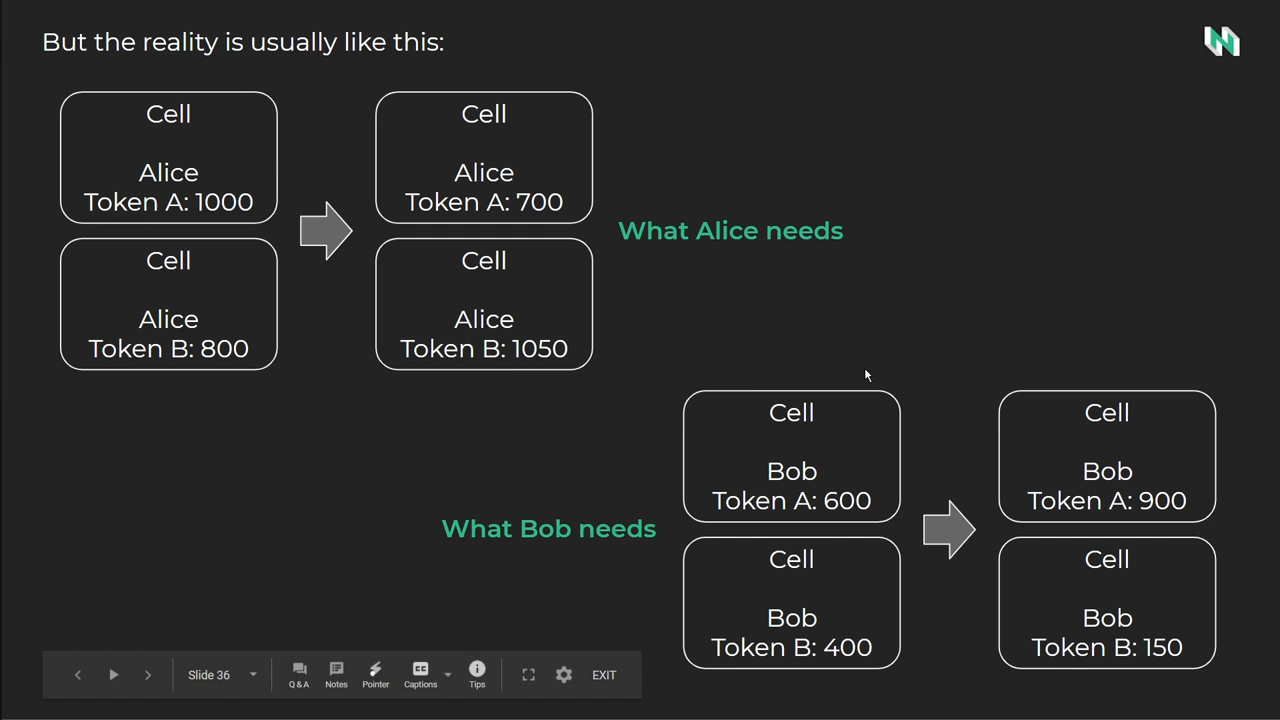 But the reality is usually like this:
Cell
Alice
Token A: 1000
Cell
Alice
Token A: 700
Cell
Alice
Token B: 800
Cell
Alice
Token B: 1050
What Alice needs
What Bob needs
Cell
Bob
Token A: 600
Cell
Bob
Token A: 900
Cell
Bob
Token B: 400
Cell
Bob
Token B: 150
Slide 36
Q & A
Notes
Pointer
CC
Captions
Tips
EXIT